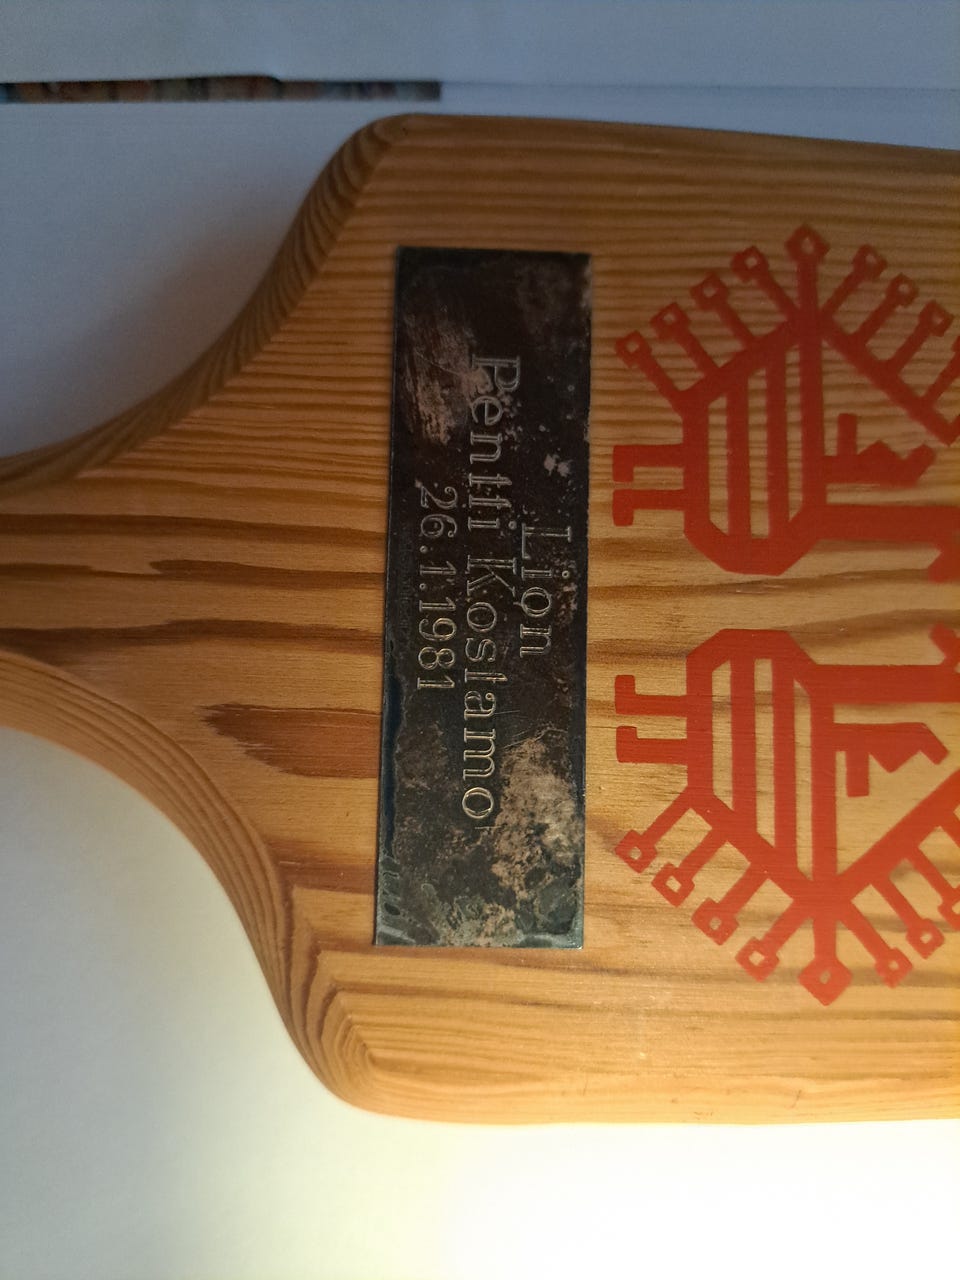 Lion
Pentti Kostamo
26.1.1981